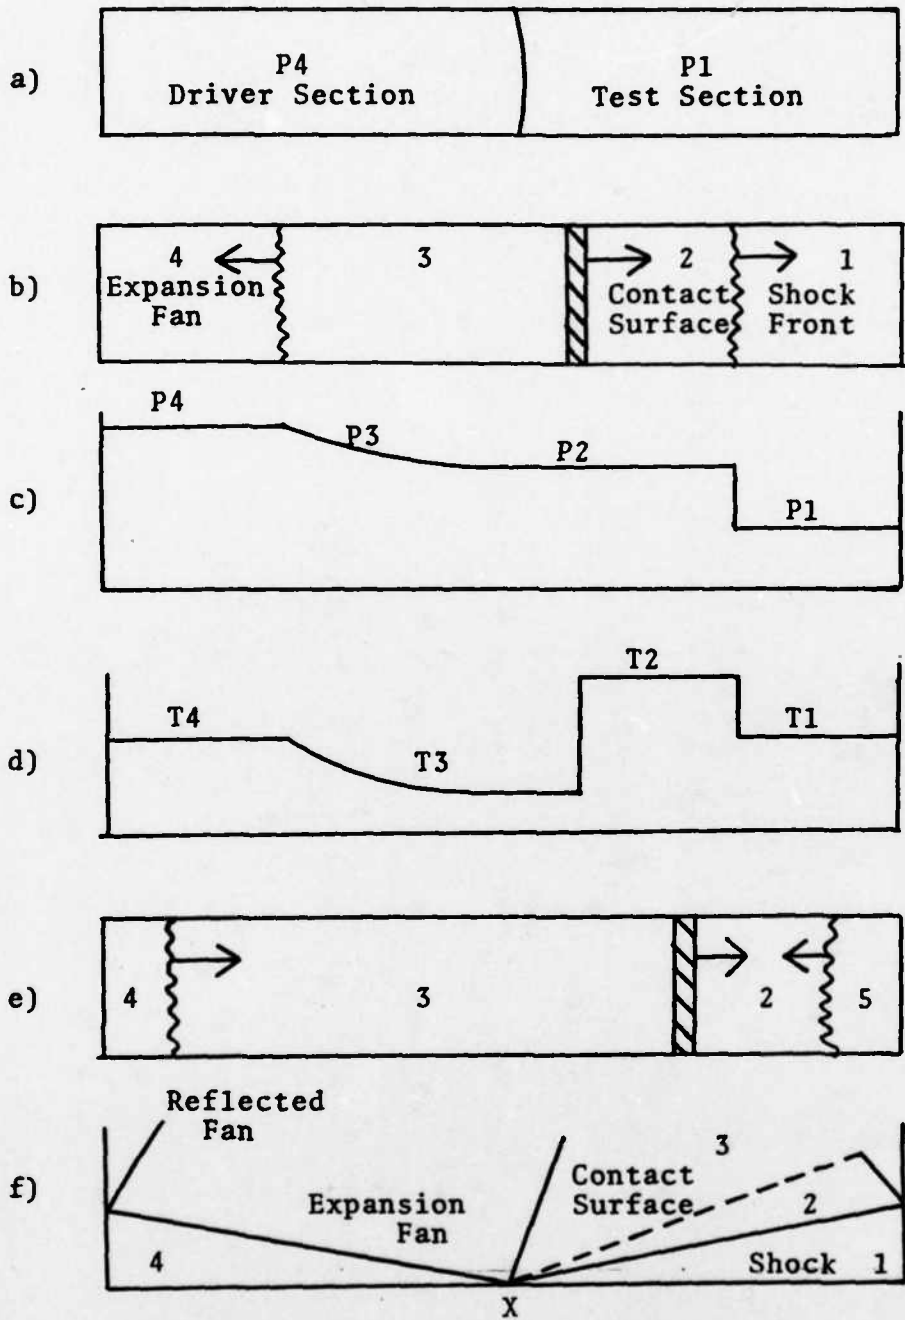 a)
P4
Driver Section
P1
Test Section
b)
4
Expansion
Fan
3
2
Contact
Surface
1
Shock
Front
c)
P4
P3
P2
P1
d)
T4
T3
T2
T1
e)
4
3
2
5
f)
Reflected
Fan
4
Expansion
Fan
Contact
Surface
3
2
Shock
1
X